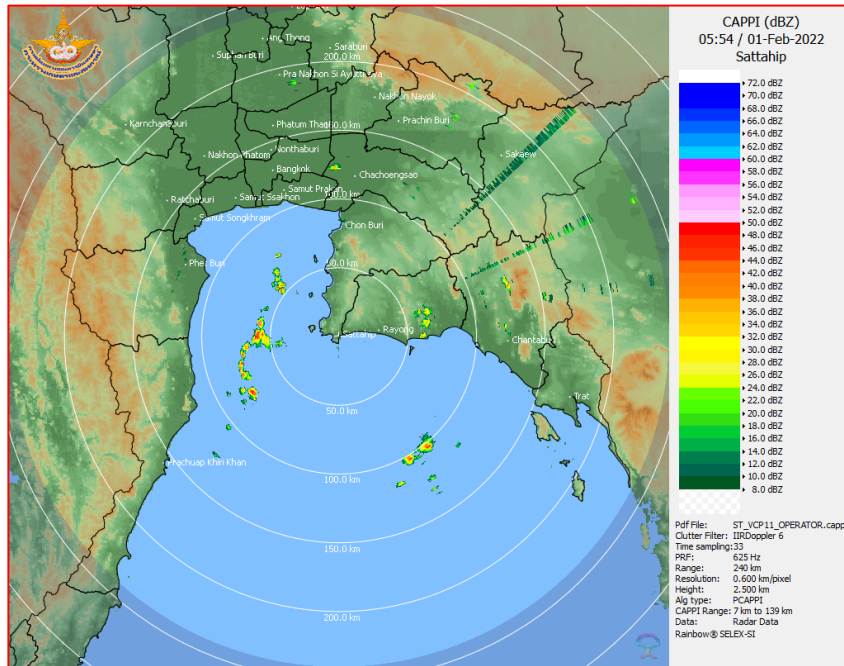 CAPPI (dBZ)
05:54 / 01-Feb-2022
Sattahip
72.0 dBZ
70.0 dBZ
68.0 dBZ
66.0 dBZ
64.0 dBZ
62.0 dBZ
60.0 dBZ
58.0 dBZ
56.0 dBZ
54.0 dBZ
52.0 dBZ
50.0 dBZ
48.0 dBZ
46.0 dBZ
44.0 dBZ
42.0 dBZ
40.0 dBZ
38.0 dBZ
36.0 dBZ
34.0 dBZ
32.0 dBZ
30.0 dBZ
28.0 dBZ
26.0 dBZ
24.0 dBZ
22.0 dBZ
20.0 dBZ
18.0 dBZ
16.0 dBZ
14.0 dBZ
12.0 dBZ
10.0 dBZ
8.0 dBZ
Pdf File: ST_VCP11_OPERATOR.capp
Clutter Filter: IIRDoppler 6
Time sampling:33
PRF: 625 Hz
Range: 240 km
Resolution: 0.600 km/pixel
Height: 2.500 km
Alg type: PCAPPI
CAPPI Range: 7 km to 139 km
Data: Radar Data
Rainbow® SELEX-SI
Ang Thong
Saraburi
Suphan Buri
200.0 km
Pra Nakhon Si Ayutthaya
Nakhon Nayok
Karnchanaburi
Phatum Thani
Prachin Buri
Nonthaburi
Nakhon Phatom
Sakaew
Bangkok
Chachoengsao
Samut Prakan
Ratchaburi
Samut Ssakhon
Samut Songkhram
Chon Buri
Sattahip
Rayong
Chantaburi
Trat
50.0 km
Prachuap Khiri Khan
100.0 km
150.0 km
200.0 km